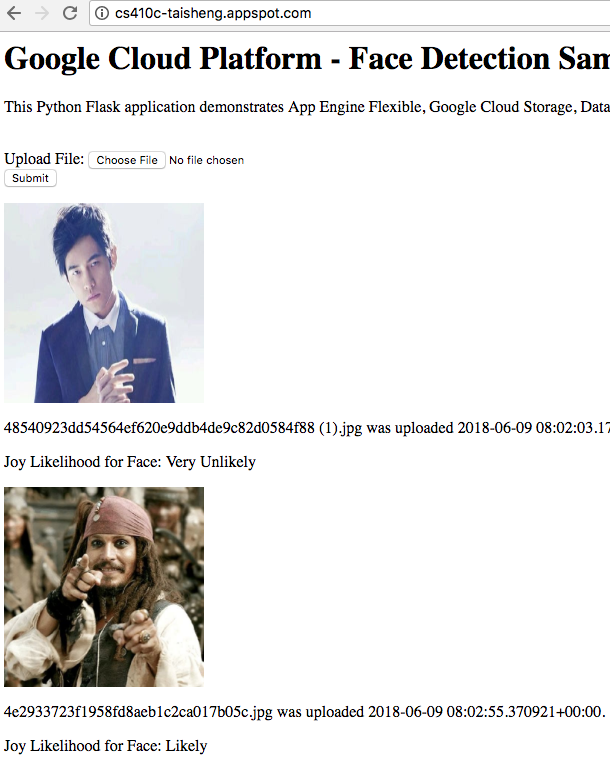 cs410c-taisheng.appspot.com
Google Cloud Platform - Face Detection Sam
This Python Flask application demonstrates App Engine Flexible, Google Cloud Storage, Data
Upload File: Choose File No file chosen
Submit
48540923dd54564ef620e9ddb4de9c82d0584f88 (1).jpg was uploaded 2018-06-09 08:02:03.17
Joy Likelihood for Face: Very Unlikely
4e2933723f1958fd8aeb1c2ca017b05c.jpg was uploaded 2018-06-09 08:02:55.370921+00:00.
Joy Likelihood for Face: Likely